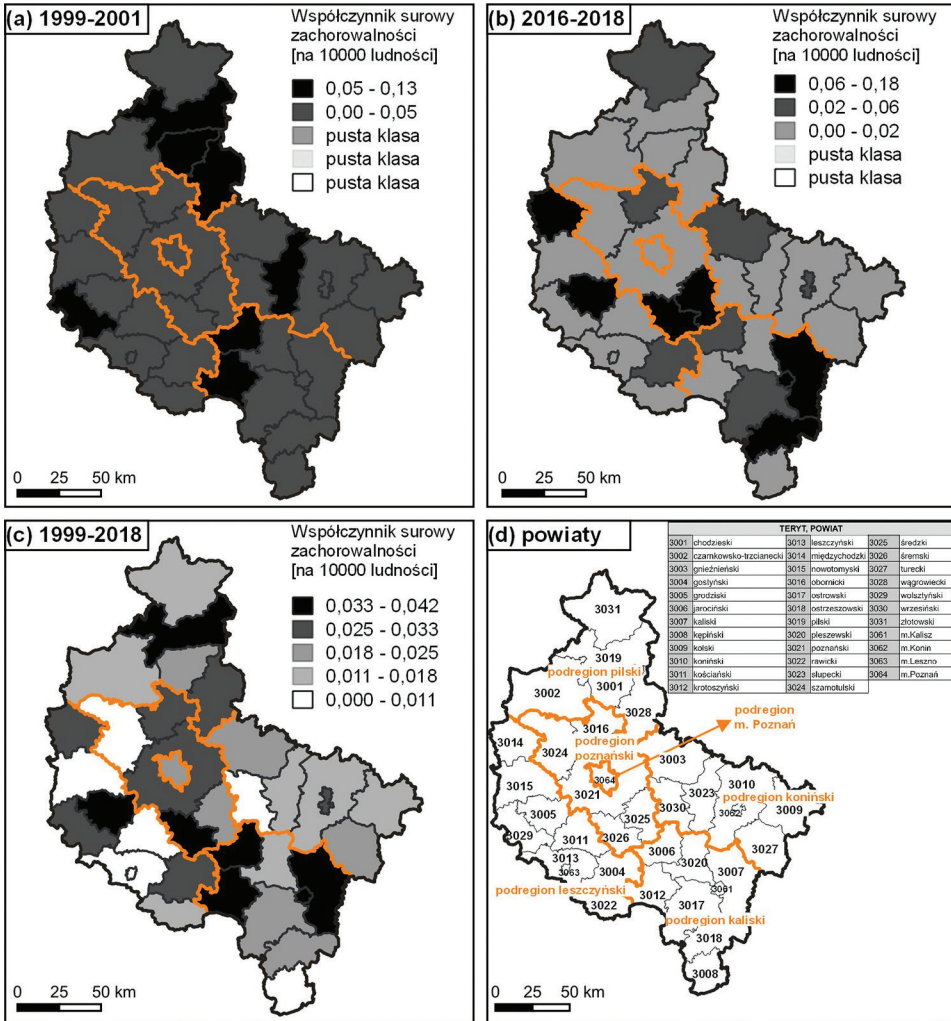 (a) 1999-2001
Współczynnik surowy
zachorowalności
[na 10000 ludności]
0,05 - 0,13
0,00 - 0,05
pusta klasa
pusta klasa
pusta klasa
0 25 50 km
(b) 2016-2018
Współczynnik surowy
zachorowalności
[na 10000 ludności]
0,06 - 0,18
0,02 - 0,06
0,00 - 0,02
pusta klasa
pusta klasa
0 25 50 km
(c) 1999-2018
Współczynnik surowy
zachorowalności
[na 10000 ludności]
0,033 - 0,042
0,025 - 0,033
0,018 - 0,025
0,011 - 0,018
0,000 - 0,011
0 25 50 km
(d) powiaty
TERYT, POWIAT
3001 chodzieski 3013 leszczyński 3025 średzki
3002 czarnkowsko-trzcianecki 3014 międzychodzki 3026 śremski
3003 gnieźnieński 3015 nowotomyski 3027 turecki
3004 gostyński 3016 obornicki 3028 wągrowiecki
3005 grodziski 3017 ostrowski 3029 wolsztyński
3006 jarociński 3018 ostrzeszowski 3030 wrzesiński
3007 kaliski 3019 pilski 3031 złotowski
3008 kępiński 3020 pleszewski 3061 m.Kalisz
3009 kolski 3021 poznański 3062 m.Konin
3010 koniński 3022 rawicki 3063 m.Leszno
3011 kościański 3023 słupecki 3064 m.Poznań
3012 krotoszyński 3024 szamotulski
3031
3019
podregion pilski
3002 3001
3028
podregion
m. Poznań
3016
podregion
poznański
3014 3024 3003
3064
3010
3015 3021 3023
podregion koniński
3062 3009
3005 3030
3025
3029 3011 3026 3027
3006
3013 3020 3007
3063 3004
3061
podregion leszczyński
3022 3012
3017
podregion kaliski
3018
3008
0 25 50 km